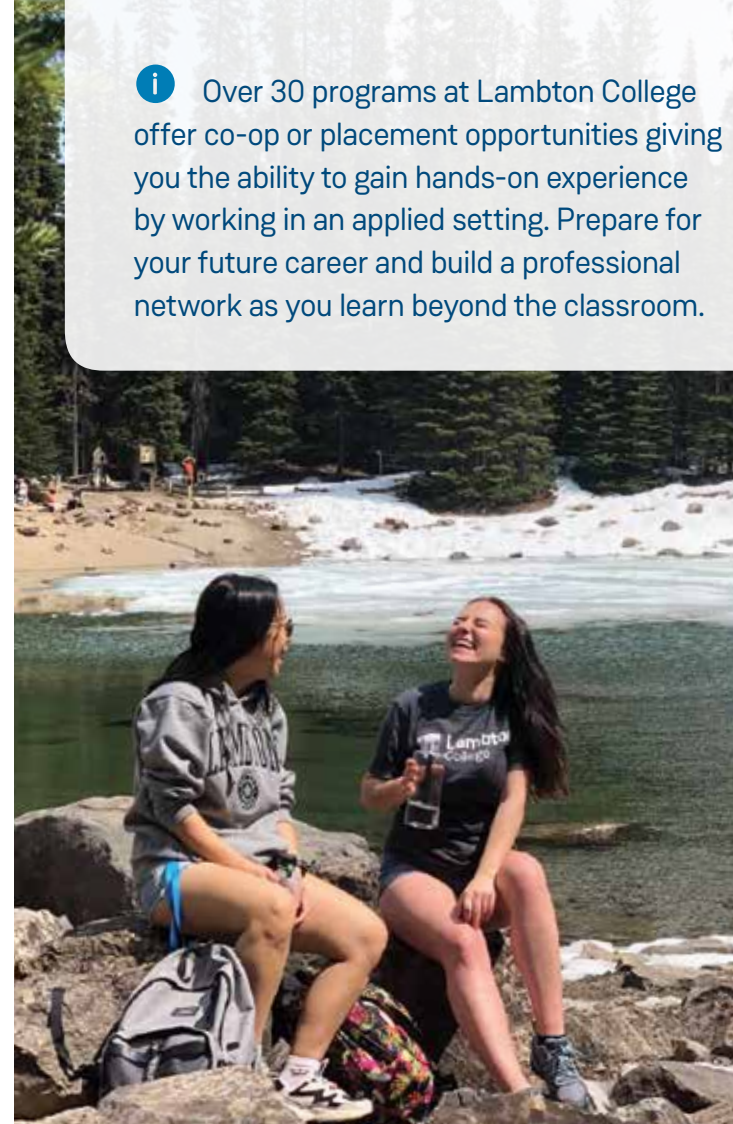 i Over 30 programs at Lambton College
offer co-op or placement opportunities giving
you the ability to gain hands-on experience
by working in an applied setting. Prepare for
your future career and build a professional
network as you learn beyond the classroom.
LAMBTON
Lambto
College